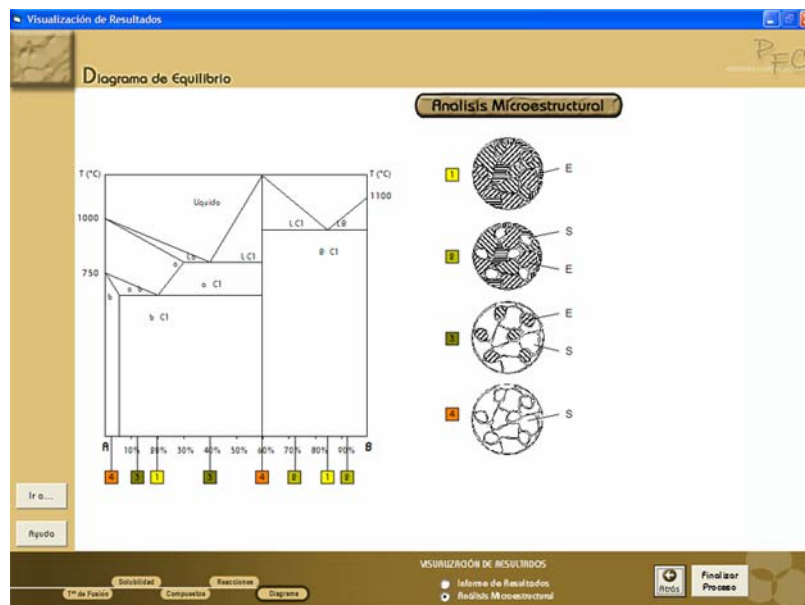 Visualización de Resultados
PFC
Diagrama de Equilibrio
Analisis Microestructural
T (°C)
T (°C)
1100
1000
750
Líquido
L C1
L B
B C1
L a
L C1
a
a C1
a b
b
b C1
A 10% 20% 30% 40% 50% 60% 70% 80% 90% B
4 3 1 3 4 2 1 2
1 E
2 S
E
3 E
S
4 S
Ir a...
Ayuda
VISUALIZACIÓN DE RESULTADOS
Informe de Resultados
Análisis Microestructural
Tª de Fusión
Solubilidad
Compuestos
Reacciones
Diagrama
Atrás
Finalizar
Proceso